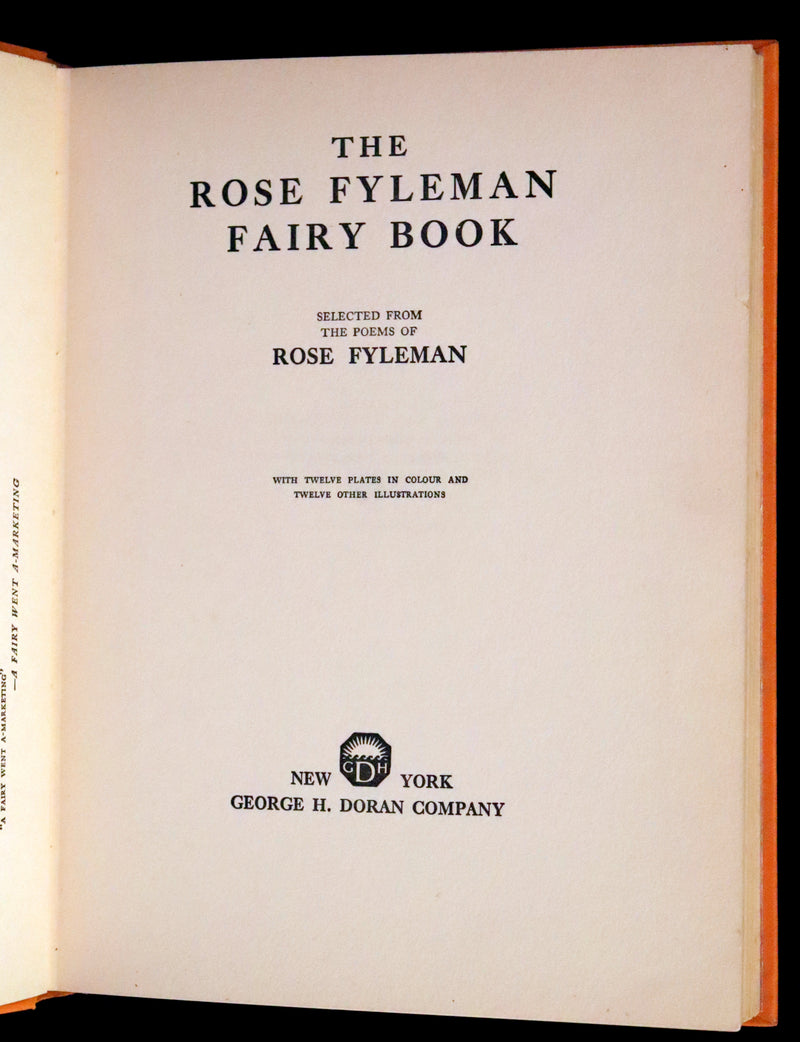 "A FAIRY WENT A-MARKETING"
—A FAIRY WENT A-MARKETING
THE
ROSE FYLEMAN
FAIRY BOOK
SELECTED FROM
THE POEMS OF
ROSE FYLEMAN
WITH TWELVE PLATES IN COLOUR AND
TWELVE OTHER ILLUSTRATIONS
GDH
NEW YORK
GEORGE H. DORAN COMPANY